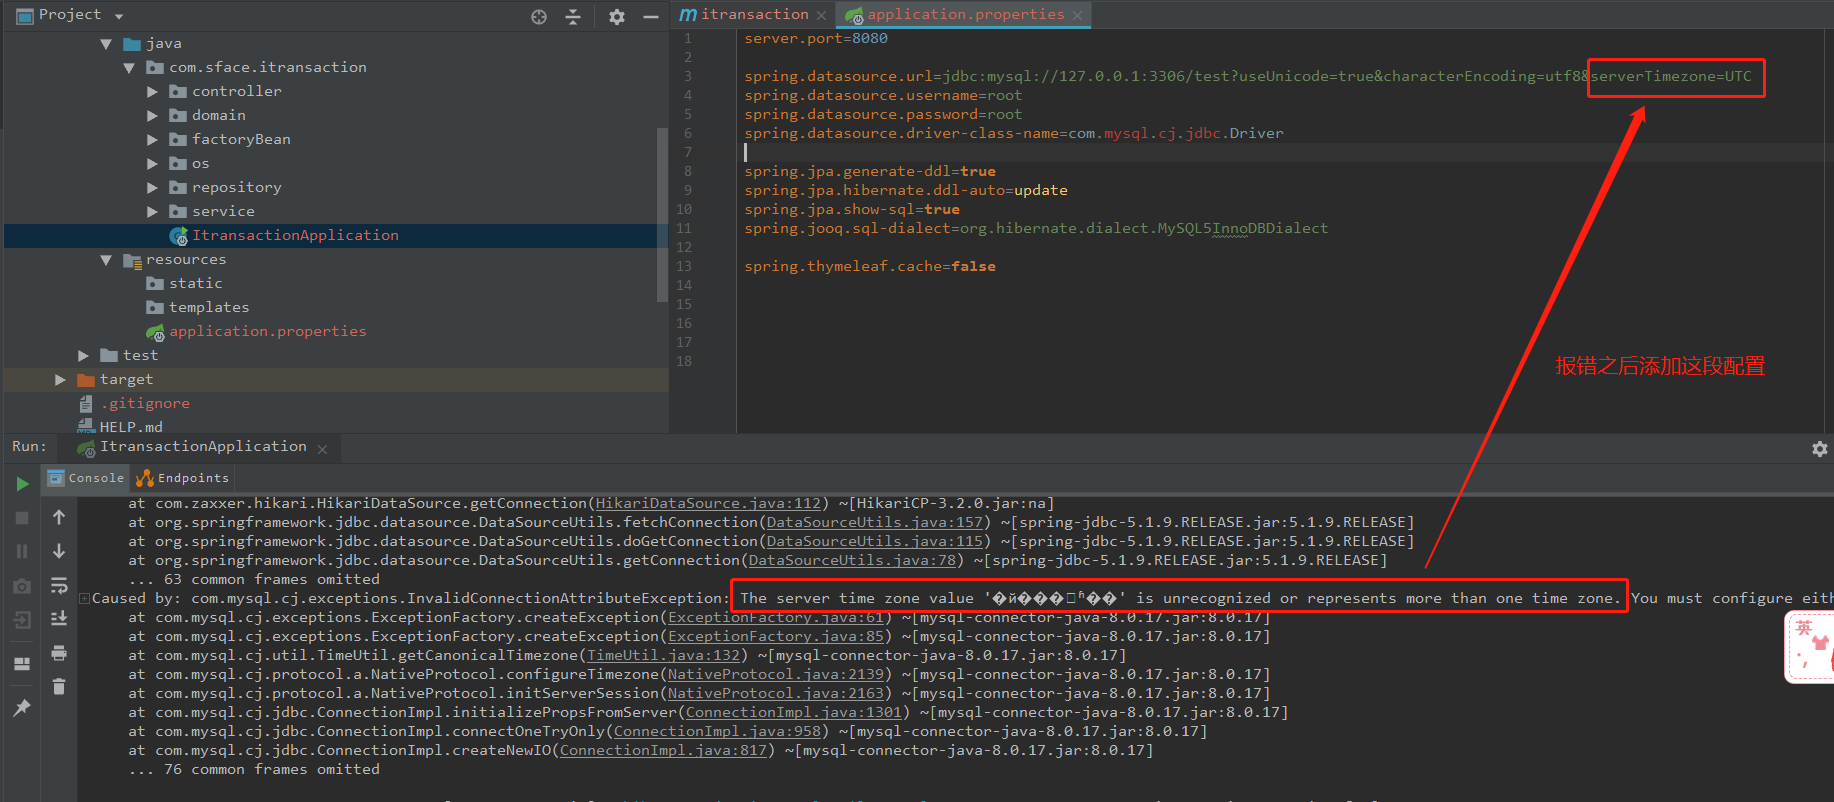 Project
java
com.sface.itransaction
controller
domain
factoryBean
os
repository
service
ItransactionApplication
resources
static
templates
application.properties
test
target
.gitignore
HELP.md
itransaction
application.properties
1 server.port=8080
2
3 spring.datasource.url=jdbc:mysql://127.0.0.1:3306/test?useUnicode=true&characterEncoding=utf8&serverTimezone=UTC
4 spring.datasource.username=root
5 spring.datasource.password=root
6 spring.datasource.driver-class-name=com.mysql.cj.jdbc.Driver
7
8 spring.jpa.generate-ddl=true
9 spring.jpa.hibernate.ddl-auto=update
10 spring.jpa.show-sql=true
11 spring.jooq.sql-dialect=org.hibernate.dialect.MySQL5InnoDBDialect
12
13 spring.thymeleaf.cache=false
14
15
16
17
18
报错之后添加这段配置
Run: ItransactionApplication
Console Endpoints
at com.zaxxer.hikari.HikariDataSource.getConnection(HikariDataSource.java:112) ~[HikariCP-3.2.0.jar:na]
at org.springframework.jdbc.datasource.DataSourceUtils.fetchConnection(DataSourceUtils.java:157) ~[spring-jdbc-5.1.9.RELEASE.jar:5.1.9.RELEASE]
at org.springframework.jdbc.datasource.DataSourceUtils.doGetConnection(DataSourceUtils.java:115) ~[spring-jdbc-5.1.9.RELEASE.jar:5.1.9.RELEASE]
at org.springframework.jdbc.datasource.DataSourceUtils.getConnection(DataSourceUtils.java:78) ~[spring-jdbc-5.1.9.RELEASE.jar:5.1.9.RELEASE]
... 63 common frames omitted
Caused by: com.mysql.cj.exceptions.InvalidConnectionAttributeException: The server time zone value '�й���׼ʱ��' is unrecognized or represents more than one time zone. You must configure eith
at com.mysql.cj.exceptions.ExceptionFactory.createException(ExceptionFactory.java:61) ~[mysql-connector-java-8.0.17.jar:8.0.17]
at com.mysql.cj.exceptions.ExceptionFactory.createException(ExceptionFactory.java:85) ~[mysql-connector-java-8.0.17.jar:8.0.17]
at com.mysql.cj.util.TimeUtil.getCanonicalTimezone(TimeUtil.java:132) ~[mysql-connector-java-8.0.17.jar:8.0.17]
at com.mysql.cj.protocol.a.NativeProtocol.configureTimezone(NativeProtocol.java:2139) ~[mysql-connector-java-8.0.17.jar:8.0.17]
at com.mysql.cj.protocol.a.NativeProtocol.initServerSession(NativeProtocol.java:2163) ~[mysql-connector-java-8.0.17.jar:8.0.17]
at com.mysql.cj.jdbc.ConnectionImpl.initializePropsFromServer(ConnectionImpl.java:1301) ~[mysql-connector-java-8.0.17.jar:8.0.17]
at com.mysql.cj.jdbc.ConnectionImpl.connectOneTryOnly(ConnectionImpl.java:958) ~[mysql-connector-java-8.0.17.jar:8.0.17]
at com.mysql.cj.jdbc.ConnectionImpl.createNewIO(ConnectionImpl.java:817) ~[mysql-connector-java-8.0.17.jar:8.0.17]
... 76 common frames omitted
英